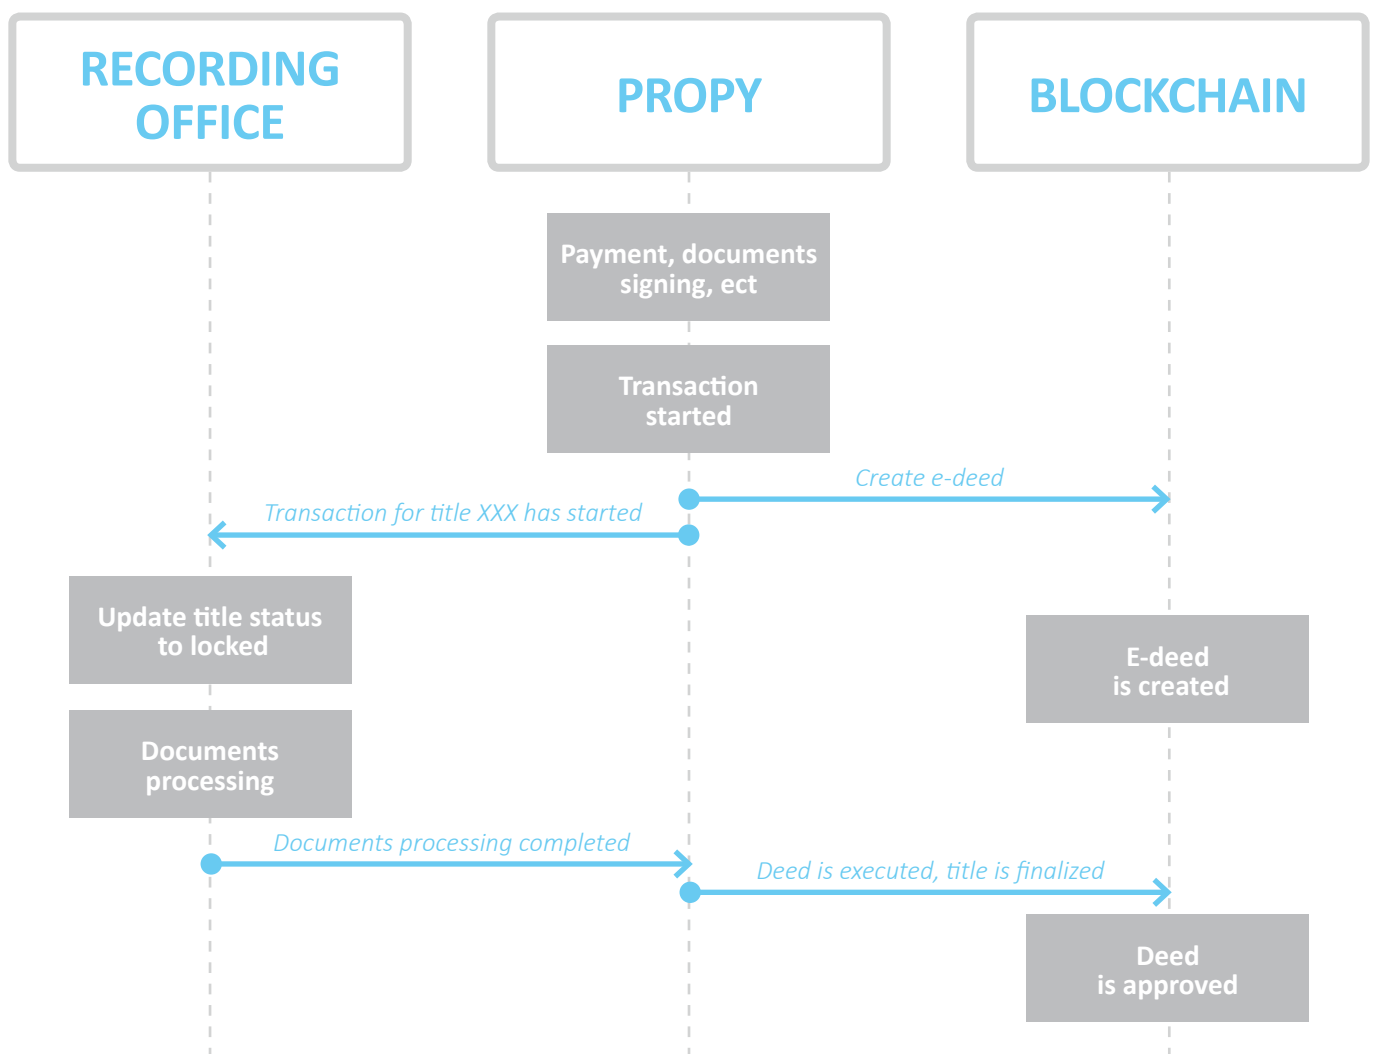 RECORDING
OFFICE
PROPY
BLOCKCHAIN
Payment, documents
signing, ect
Transaction
started
Create e-deed
Transaction for title XXX has started
Update title status
to locked
E-deed
is created
Documents
processing
Documents processing completed
Deed is executed, title is finalized
Deed
is approved